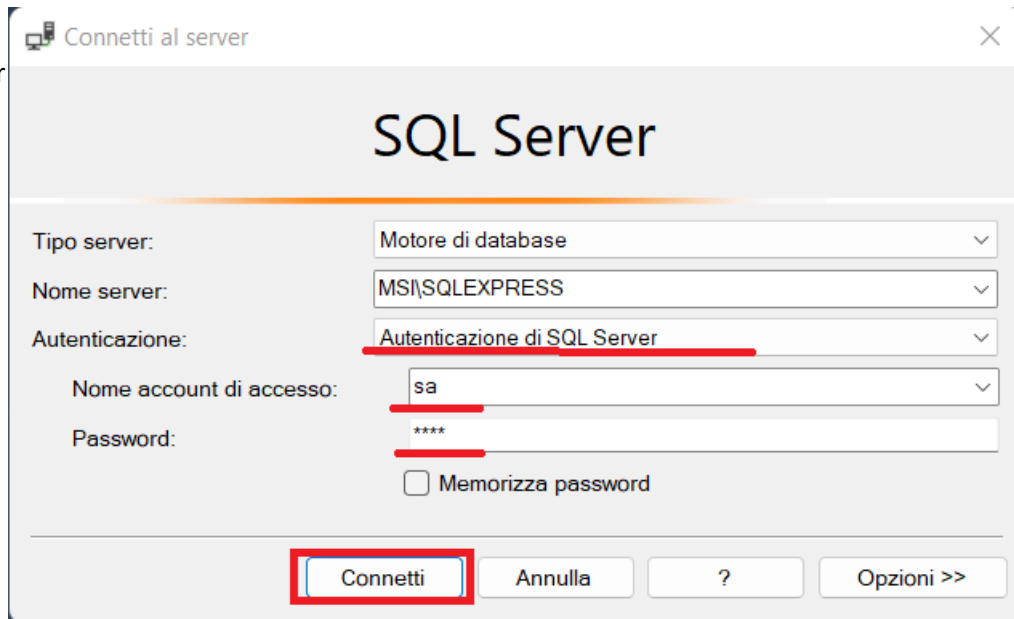 Connetti al server
r
SQL Server
Tipo server: Motore di database
Nome server: MSI\SQLEXPRESS
Autenticazione: Autenticazione di SQL Server
Nome account di accesso: sa
Password: ****
Memorizza password
Connetti Annulla ? Opzioni >>